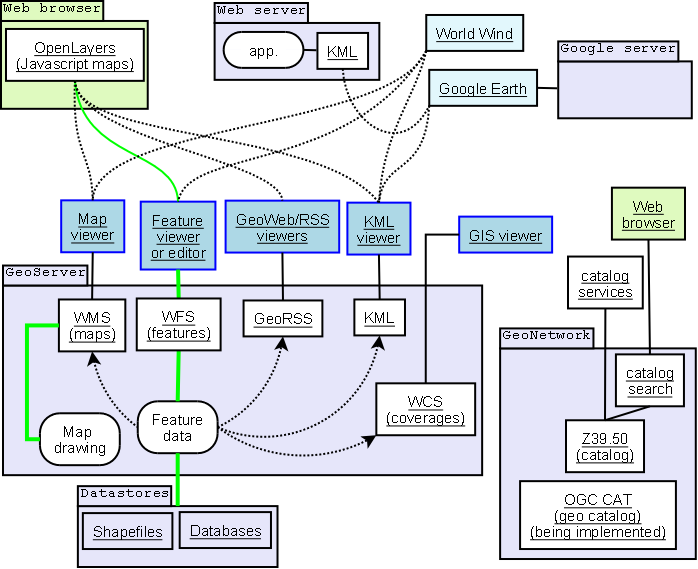 Web browser
OpenLayers
(Javascript maps)
Web server
app.
KML
World Wind
Google Earth
Google server
Map
viewer
Feature
viewer
or editor
GeoWeb/RSS
viewers
KML
viewer
GIS viewer
Web
browser
GeoServer
WMS
(maps)
WFS
(features)
GeoRSS
KML
catalog
services
GeoNetwork
catalog
search
WCS
(coverages)
Map
drawing
Feature
data
Z39.50
(catalog)
OGC CAT
(geo catalog)
(being implemented)
Datastores
Shapefiles
Databases